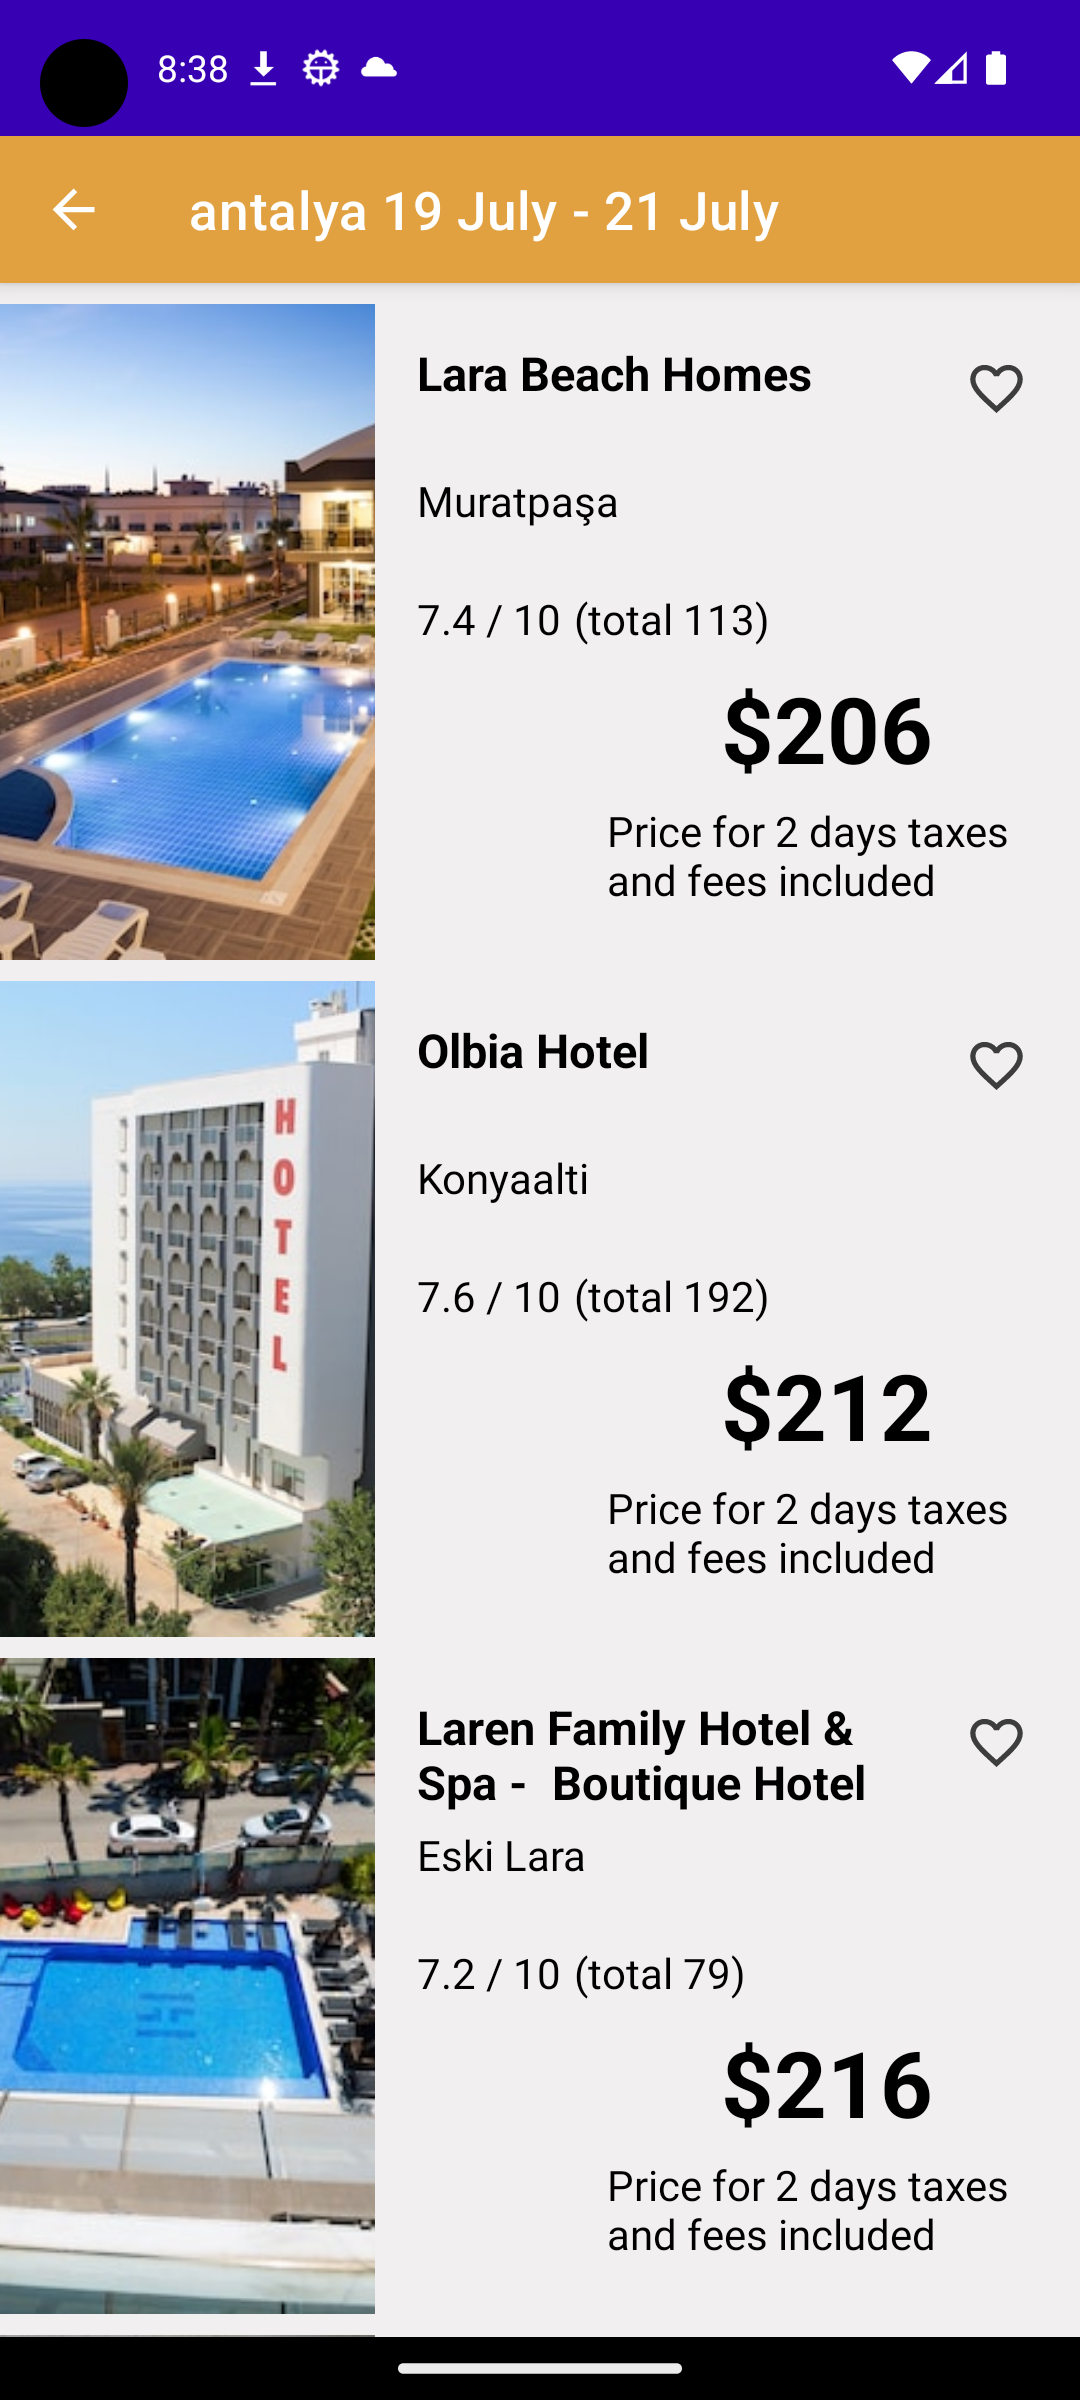 8:38
antalya 19 July - 21 July
Lara Beach Homes
Muratpaşa
7.4 / 10 (total 113)
$206
Price for 2 days taxes
and fees included
HOTEL
Olbia Hotel
Konyaalti
7.6 / 10 (total 192)
$212
Price for 2 days taxes
and fees included
Laren Family Hotel &
Spa -  Boutique Hotel
Eski Lara
7.2 / 10 (total 79)
$216
Price for 2 days taxes
and fees included